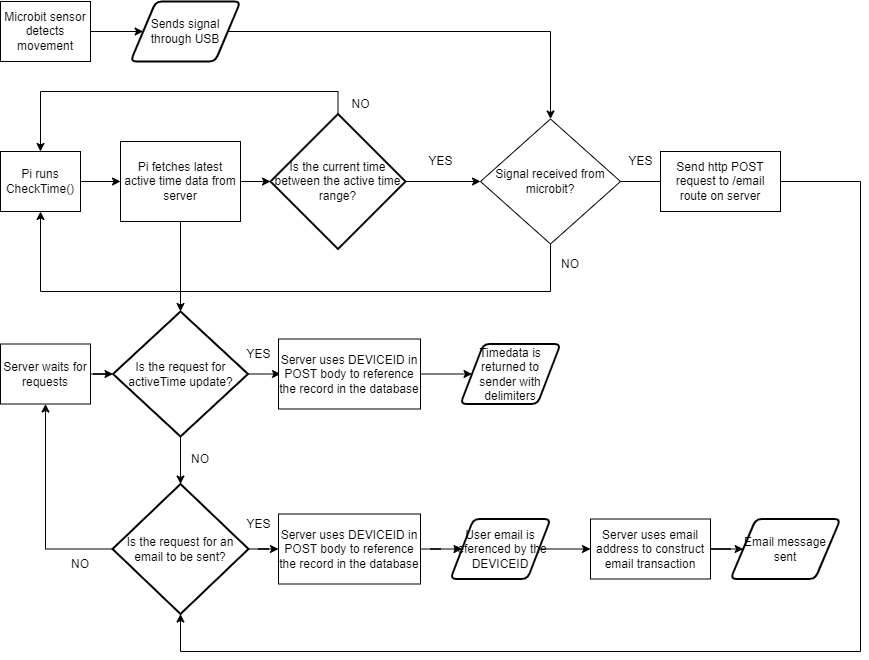 Microbit sensor
detects
movement
Sends signal
through USB
NO
Pi runs
CheckTime()
Pi fetches latest
active time data from
server
Is the current time
between the active time
range?
YES
Signal received from
microbit?
YES
Send http POST
request to /email
route on server
NO
Server waits for
requests
Is the request for
activeTime update?
YES
Server uses DEVICEID in
POST body to reference
the record in the database
Timedata is
returned to
sender with
delimiters
NO
Is the request for an
email to be sent?
YES
Server uses DEVICEID in
POST body to reference
the record in the database
User email is
referenced by the
DEVICEID
Server uses email
address to construct
email transaction
Email message
sent
NO